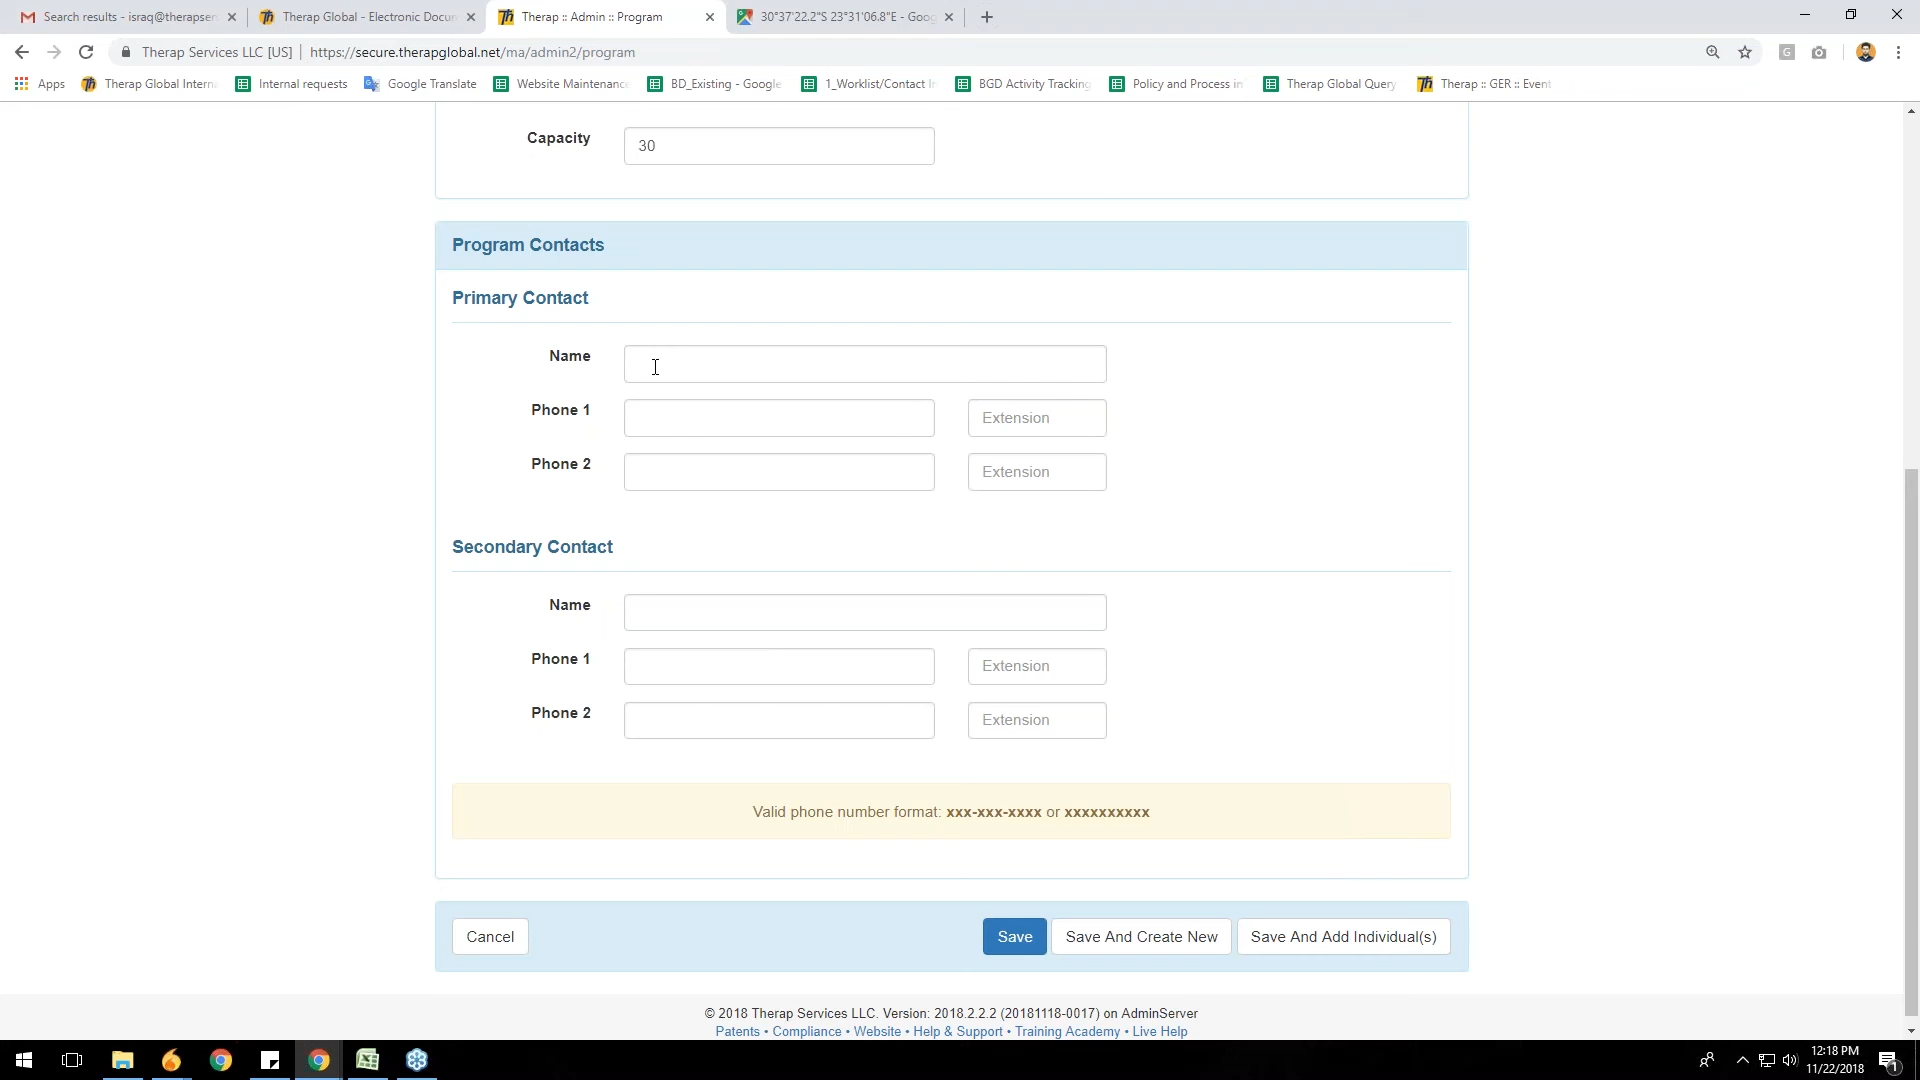 Search results - israq@therapser
Therap Global - Electronic Docun
Therap :: Admin :: Program
30°37'22.2"S 23°31'06.8"E - Goog
Therap Services LLC [US] | https://secure.therapglobal.net/ma/admin2/program
Apps
Therap Global Interna
Internal requests
Google Translate
Website Maintenance
BD_Existing - Google
1_Worklist/Contact In
BGD Activity Tracking
Policy and Process in
Therap Global Query
Therap :: GER :: Event
Capacity
30
Program Contacts
Primary Contact
Name
Phone 1
Extension
Phone 2
Extension
Secondary Contact
Name
Phone 1
Extension
Phone 2
Extension
Valid phone number format: xxx-xxx-xxxx or xxxxxxxxxx
Cancel
Save
Save And Create New
Save And Add Individual(s)
© 2018 Therap Services LLC. Version: 2018.2.2.2 (20181118-0017) on AdminServer
Patents • Compliance • Website • Help & Support • Training Academy • Live Help
12:18 PM
11/22/2018
1